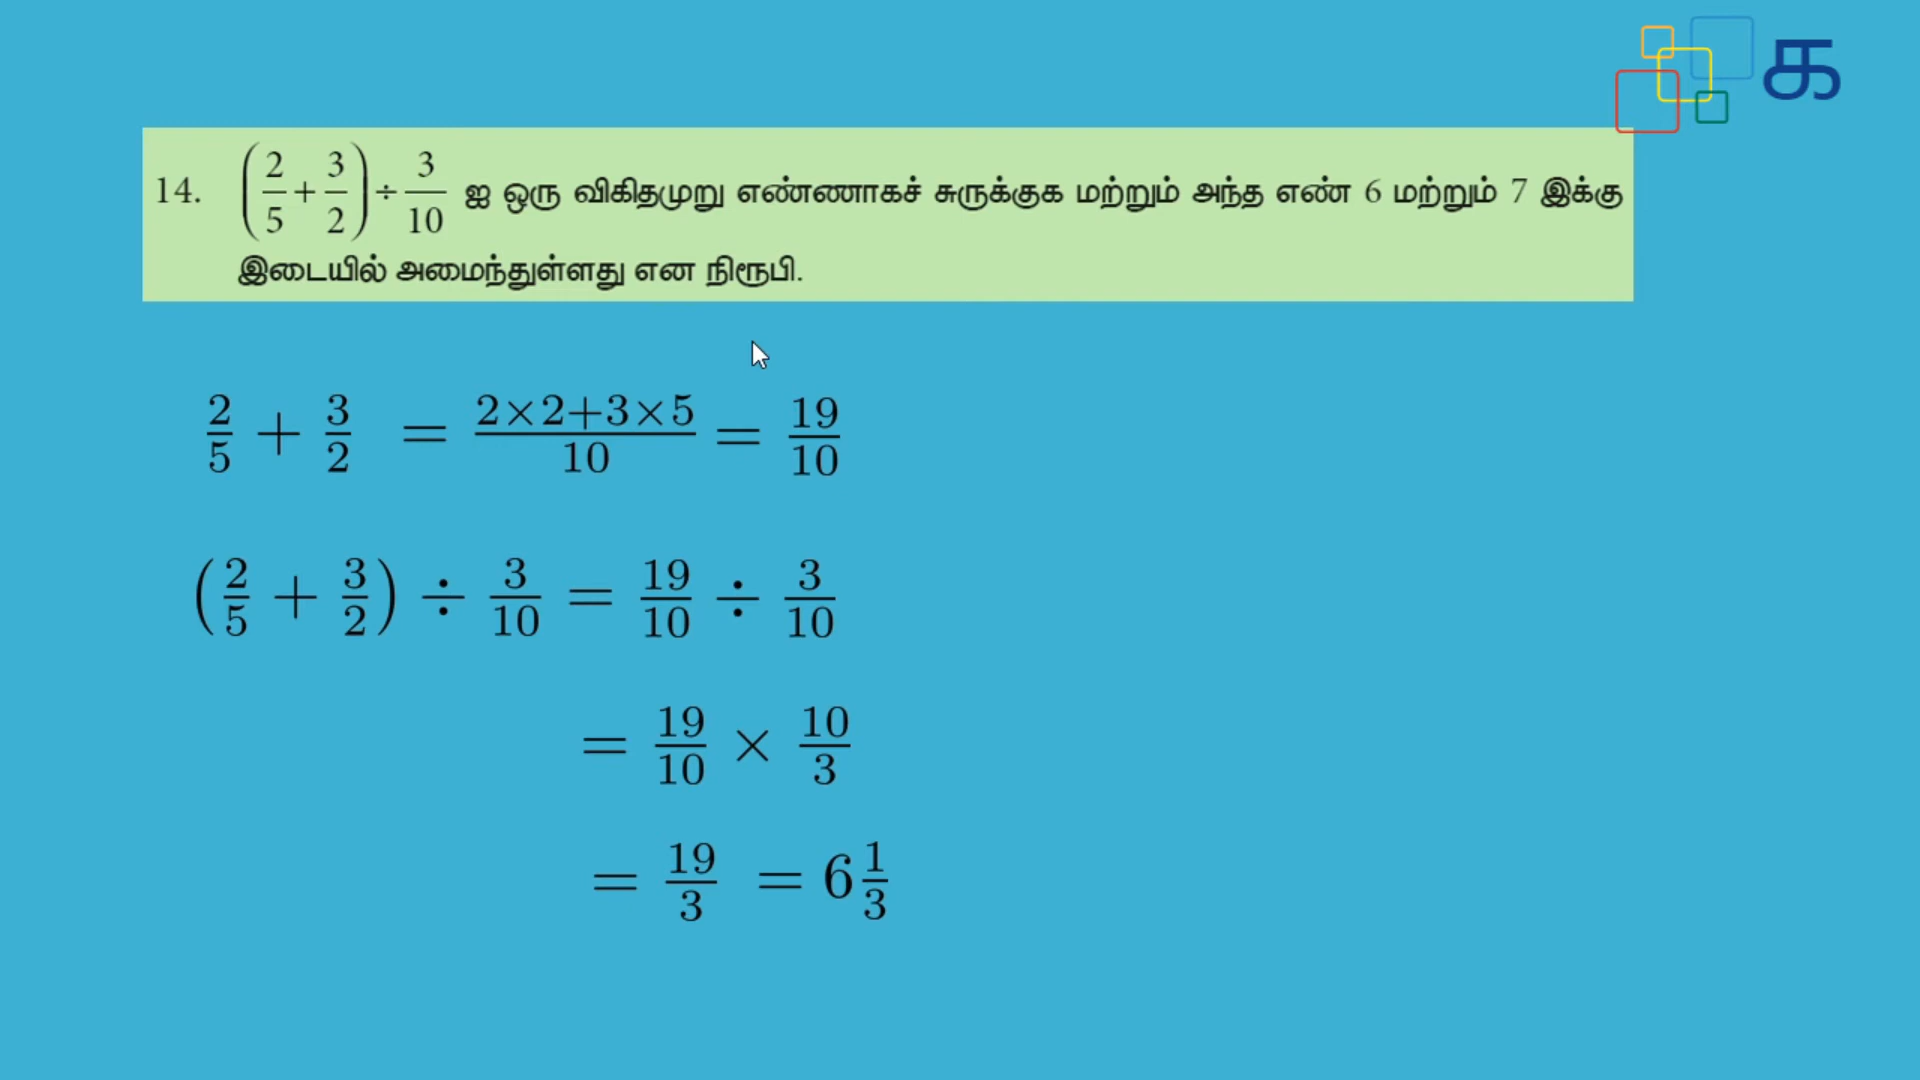 க
14. (2/5 + 3/2) ÷ 3/10 ஐ ஒரு விகிதமுறு எண்ணாகச் சுருக்குக மற்றும் அந்த எண் 6 மற்றும் 7 இக்கு
இடையில் அமைந்துள்ளது என நிரூபி.
2/5 + 3/2 = (2×2+3×5)/10 = 19/10
(2/5 + 3/2) ÷ 3/10 = 19/10 ÷ 3/10
= 19/10 × 10/3
= 19/3 = 6 1/3